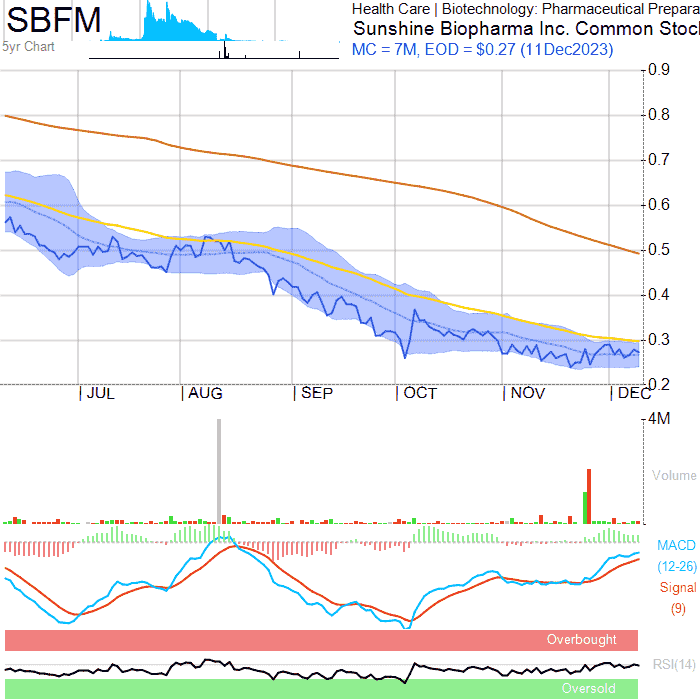 SBFM
Health Care | Biotechnology: Pharmaceutical Prepara
Sunshine Biopharma Inc. Common Stoc
5yr Chart
MC = 7M, EOD = $0.27 (11Dec2023)
0.9
0.8
0.7
0.6
0.5
0.4
0.3
0.2
| JUL | AUG | SEP | OCT | NOV | DEC
4M
Volume
MACD
(12-26)
Signal
(9)
Overbought
RSI(14)
Oversold